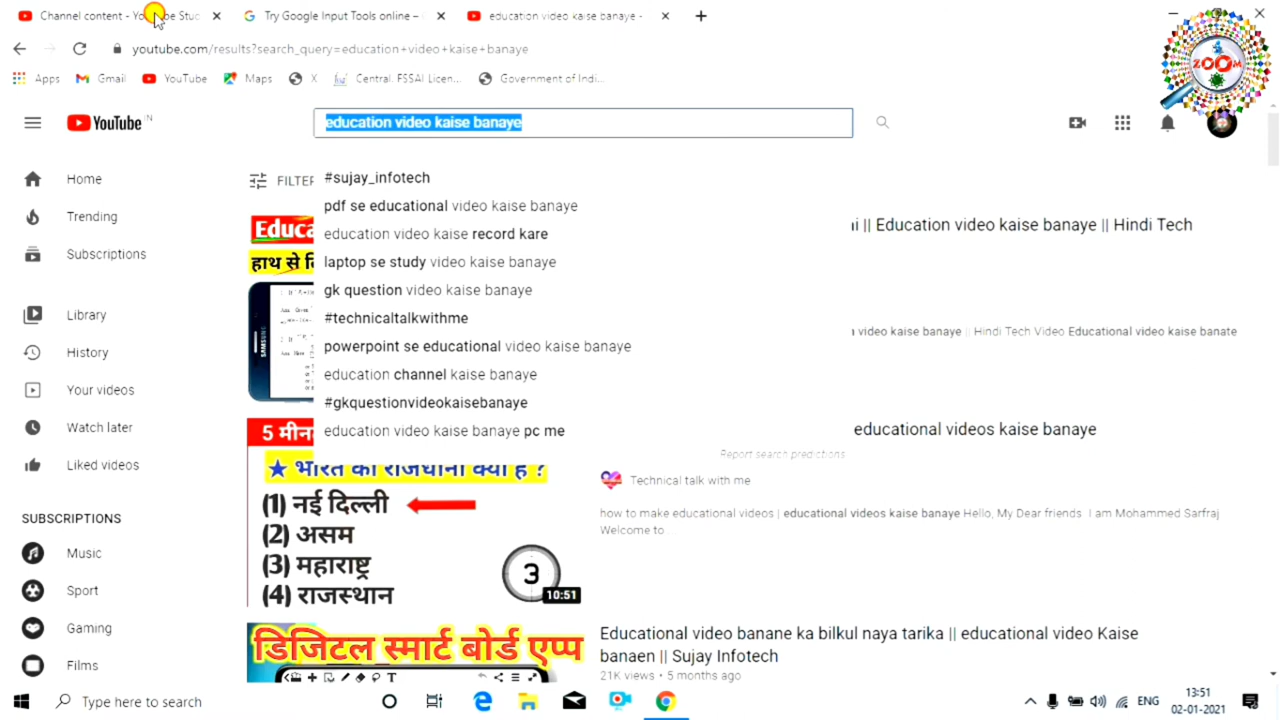 Channel content - YouTube Stuc
Try Google Input Tools online –
education video kaise banaye -
youtube.com/results?search_query=education+video+kaise+banaye
Apps
Gmail
YouTube
Maps
X
Central. FSSAI Licen...
Government of Indi...
ZOOM
YouTube IN
education video kaise banaye
Home
Trending
Subscriptions
Library
History
Your videos
Watch later
Liked videos
SUBSCRIPTIONS
Music
Sport
Gaming
Films
FILTER
#sujay_infotech
pdf se educational video kaise banaye
education video kaise record kare
laptop se study video kaise banaye
gk question video kaise banaye
#technicaltalkwithme
powerpoint se educational video kaise banaye
education channel kaise banaye
#gkquestionvideokaisebanaye
education video kaise banaye pc me
Report search predictions
Educa
हाथ से
SAMSUNG
|| Education video kaise banaye || Hindi Tech
video kaise banaye || Hindi Tech Video Educational video kaise banate
5 मीन
★ भारत की राजधानी क्या है ?
(1) नई दिल्ली
(2) असम
(3) महाराष्ट्र
(4) राजस्थान
3
10:51
educational videos kaise banaye
Technical talk with me
how to make educational videos | educational videos kaise banaye Hello, My Dear friends I am Mohammed Sarfraj
Welcome to ...
डिजिटल स्मार्ट बोर्ड एप्प
Educational video banane ka bilkul naya tarika || educational video Kaise
banaen || Sujay Infotech
21K views • 5 months ago
Type here to search
ENG
13:51
02-01-2021